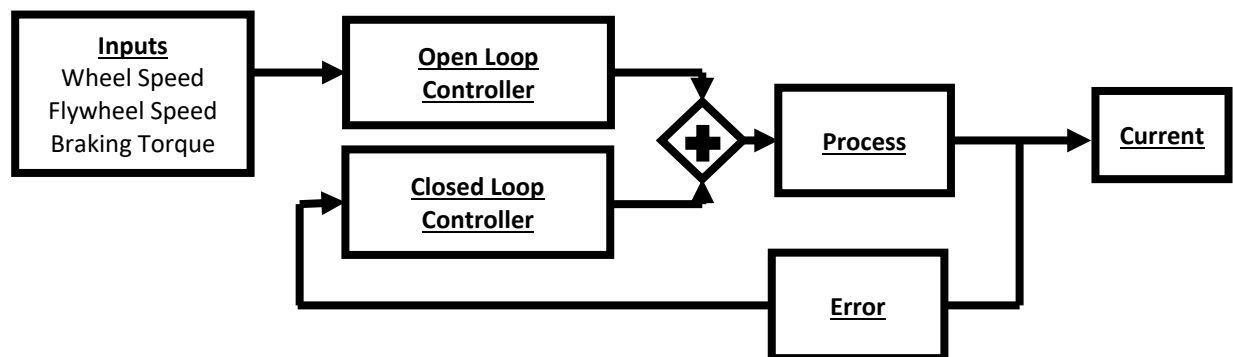 Inputs
Wheel Speed
Flywheel Speed
Braking Torque
Open Loop
Controller
Closed Loop
Controller
Process
Current
Error